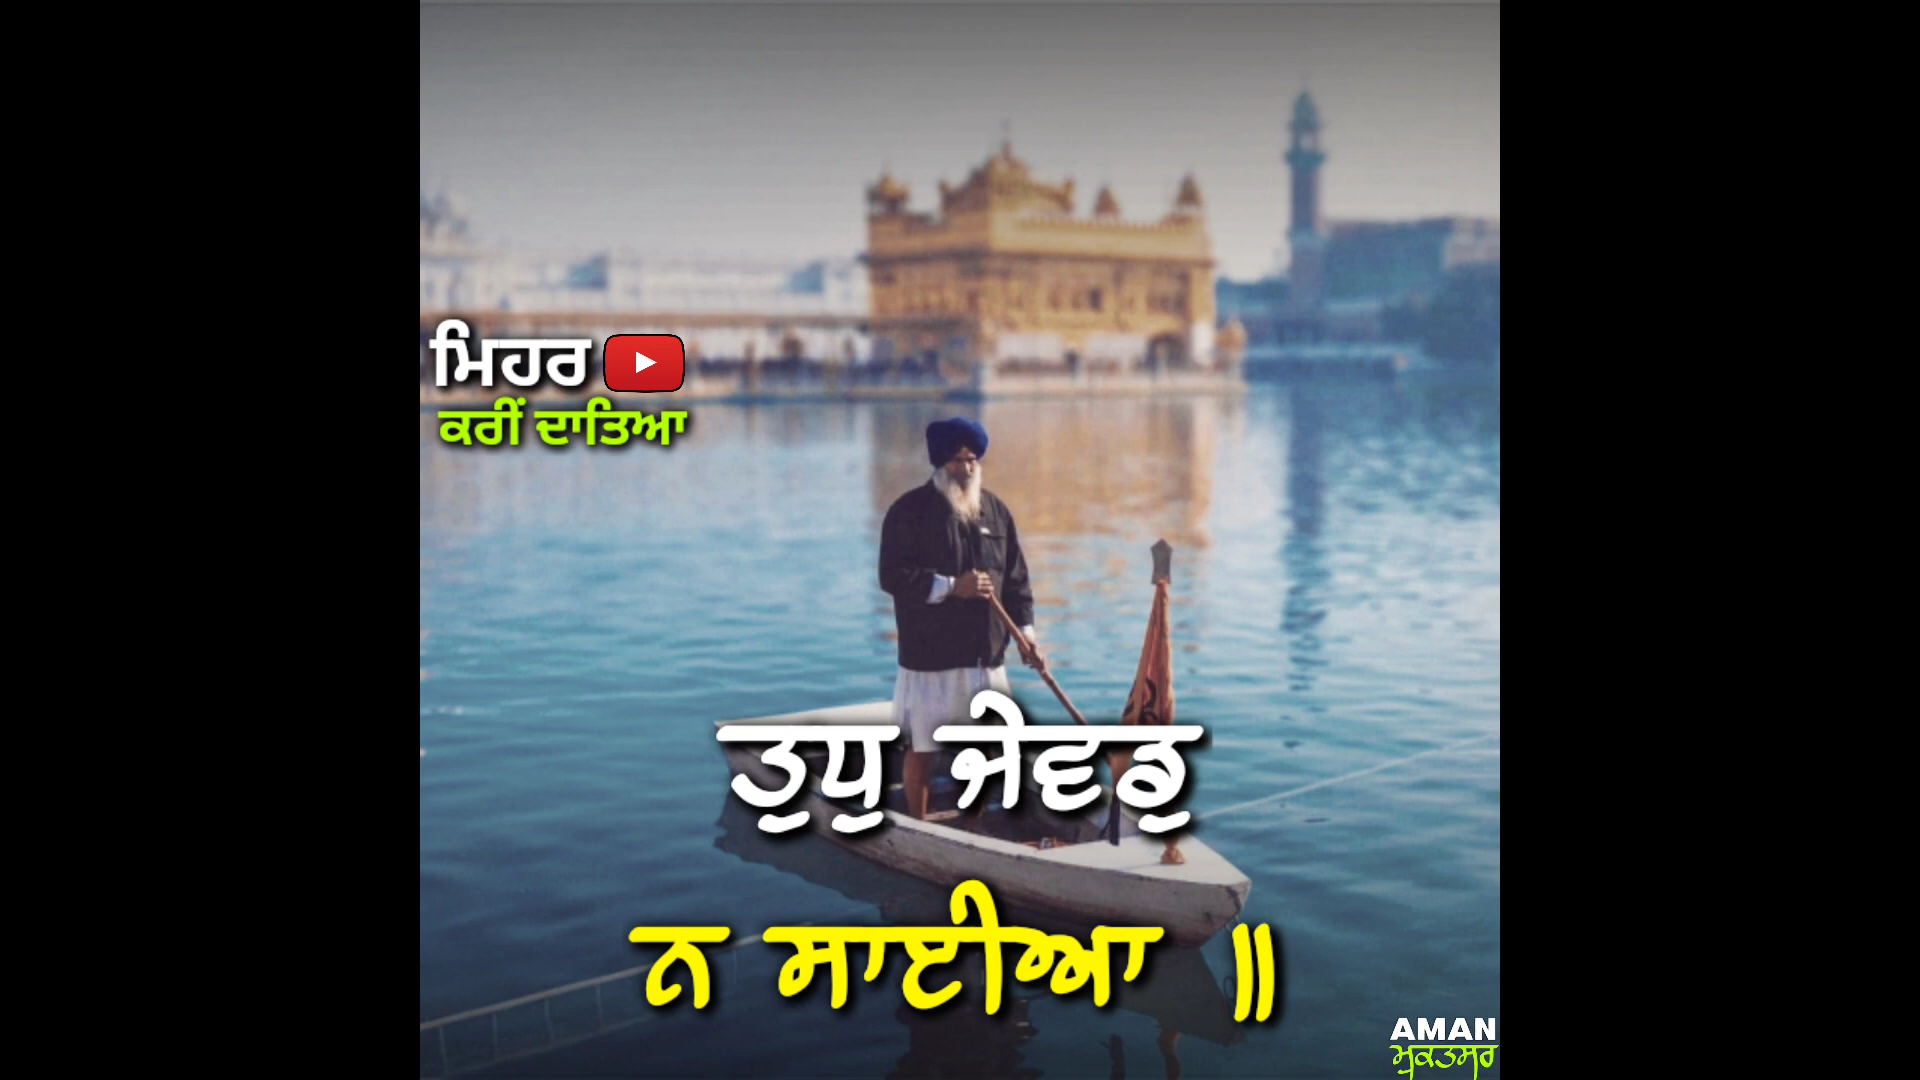 ਮਿਹਰ
ਕਰੀਂ ਦਾਤਿਆ
ਤੁਧੁ ਜੇਵਡੁ
ਨ ਸਾਈਆ ॥
AMAN
ਮੁਕਤਸਰ